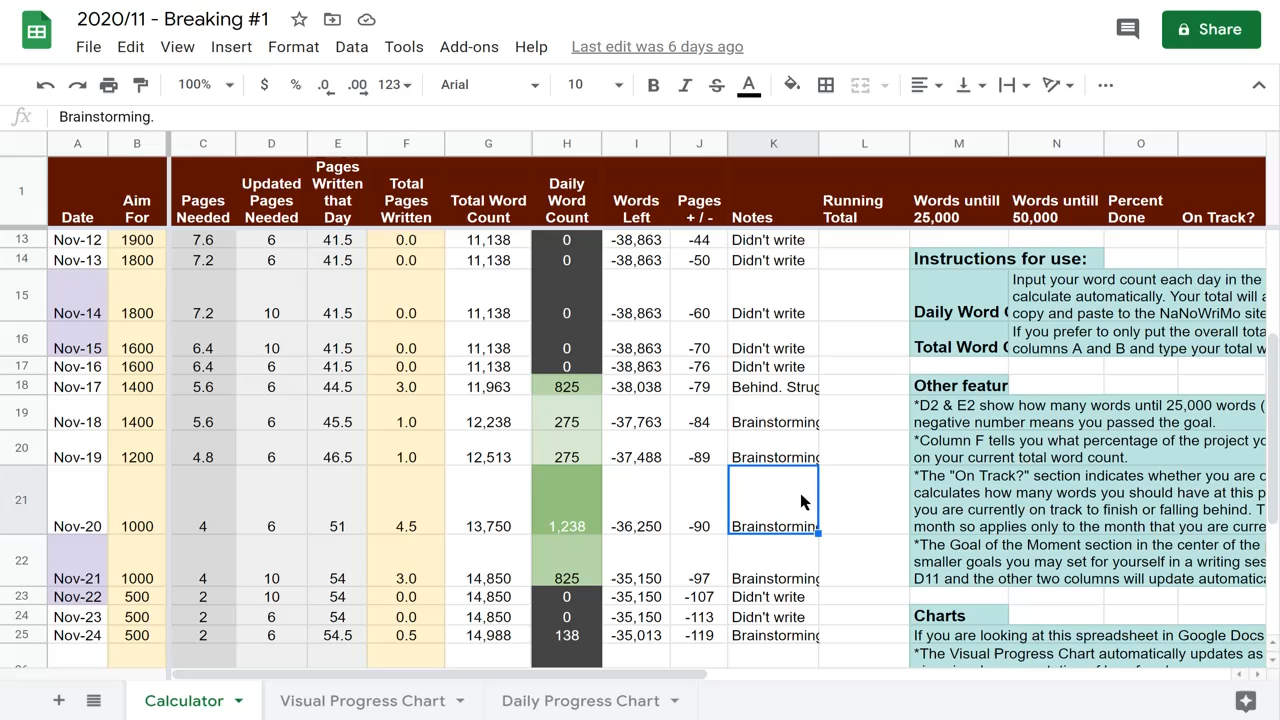 2020/11 - Breaking #1
File Edit View Insert Format Data Tools Add-ons Help Last edit was 6 days ago
Share
100% $ % .0 .00 123 Arial 10 B I S A
fx Brainstorming.
A B C D E F G H I J K L M N O
1 Date Aim For Pages Needed Updated Pages Needed Pages Written that Day Total Pages Written Total Word Count Daily Word Count Words Left Pages + / - Notes Running Total Words untill 25,000 Words untill 50,000 Percent Done On Track?
13 Nov-12 1900 7.6 6 41.5 0.0 11,138 0 -38,863 -44 Didn't write
14 Nov-13 1800 7.2 6 41.5 0.0 11,138 0 -38,863 -50 Didn't write Instructions for use:
15 Nov-14 1800 7.2 10 41.5 0.0 11,138 0 -38,863 -60 Didn't write Daily Word Input your word count each day in the
calculate automatically. Your total will
copy and paste to the NaNoWriMo site
16 Nov-15 1600 6.4 10 41.5 0.0 11,138 0 -38,863 -70 Didn't write Total Word If you prefer to only put the overall
columns A and B and type your total
17 Nov-16 1600 6.4 6 41.5 0.0 11,138 0 -38,863 -76 Didn't write
18 Nov-17 1400 5.6 6 44.5 3.0 11,963 825 -38,038 -79 Behind. Other
19 Nov-18 1400 5.6 6 45.5 1.0 12,238 275 -37,763 -84 Brainstorming *D2 & E2 show how many words until 25,000 words (
negative number means you passed the goal.
20 Nov-19 1200 4.8 6 46.5 1.0 12,513 275 -37,488 -89 Brainstorming *Column F tells you what percentage of the project
on your current total word count.
21 Nov-20 1000 4 6 51 4.5 13,750 1,238 -36,250 -90 Brainstorming *The "On Track?" section indicates whether you are
calculates how many words you should have at this
you are currently on track to finish or falling behind.
month so applies only to the month that you are
22 Nov-21 1000 4 10 54 3.0 14,850 825 -35,150 -97 Brainstorming *The Goal of the Moment section in the center of the
smaller goals you may set for yourself in a writing
D11 and the other two columns will update
23 Nov-22 500 2 10 54 0.0 14,850 0 -35,150 -107 Didn't write
24 Nov-23 500 2 6 54 0.0 14,850 0 -35,150 -113 Didn't write Charts
25 Nov-24 500 2 6 54.5 0.5 14,988 138 -35,013 -119 Brainstorming If you are looking at this spreadsheet in Google Docs
*The Visual Progress Chart automatically updates as
Calculator Visual Progress Chart Daily Progress Chart